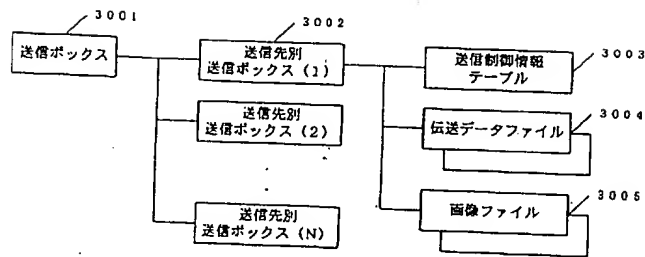 3001
送信ボックス
3002
送信先別
送信ボックス(1)
3003
送信制御情報
テーブル
送信先別
送信ボックス(2)
3004
伝送データファイル
送信先別
送信ボックス(N)
3005
画像ファイル